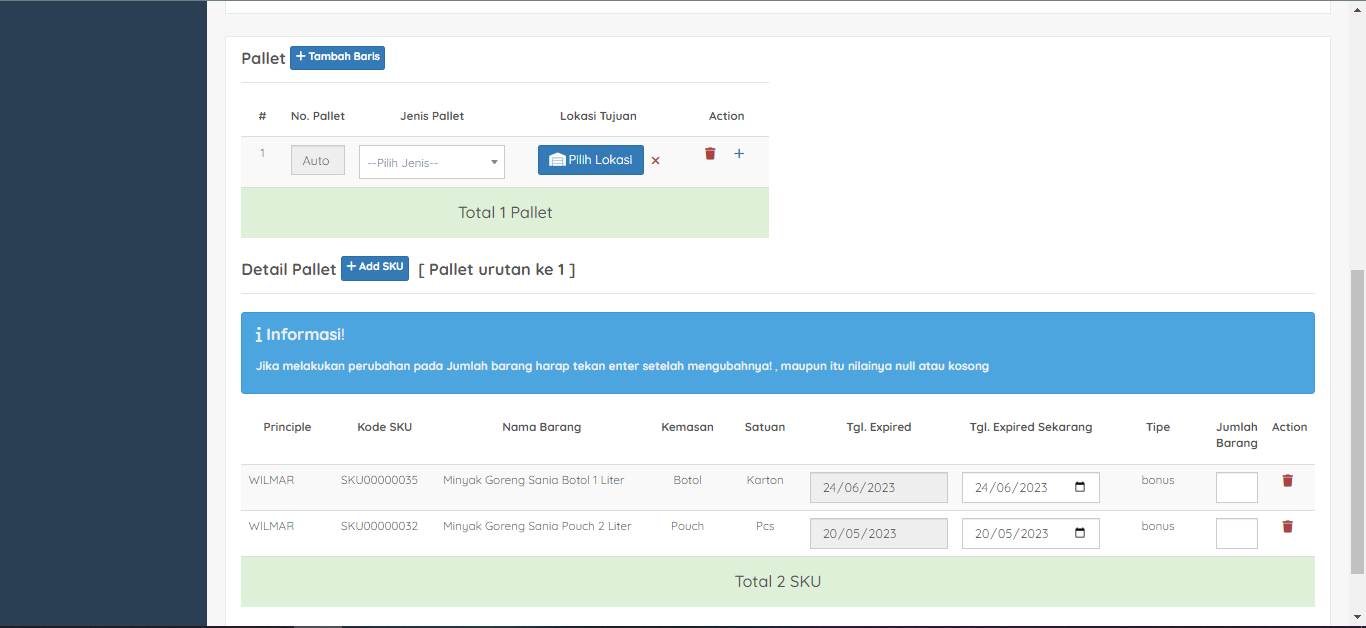 Pallet + Tambah Baris
# No. Pallet Jenis Pallet Lokasi Tujuan Action
1 Auto --Pilih Jenis-- Pilih Lokasi × +
Total 1 Pallet
Detail Pallet + Add SKU [ Pallet urutan ke 1 ]
i Informasi!
Jika melakukan perubahan pada Jumlah barang harap tekan enter setelah mengubahnya! , maupun itu nilainya null atau kosong
Principle Kode SKU Nama Barang Kemasan Satuan Tgl. Expired Tgl. Expired Sekarang Tipe Jumlah Barang Action
WILMAR SKU00000035 Minyak Goreng Sania Botol 1 Liter Botol Karton 24/06/2023 24/06/2023 bonus
WILMAR SKU00000032 Minyak Goreng Sania Pouch 2 Liter Pouch Pcs 20/05/2023 20/05/2023 bonus
Total 2 SKU